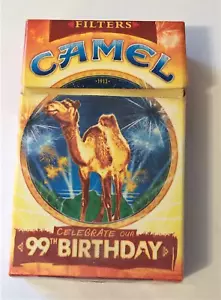 FILTERS
CAMEL
1913
CELEBRATE OUR
99TH BIRTHDAY